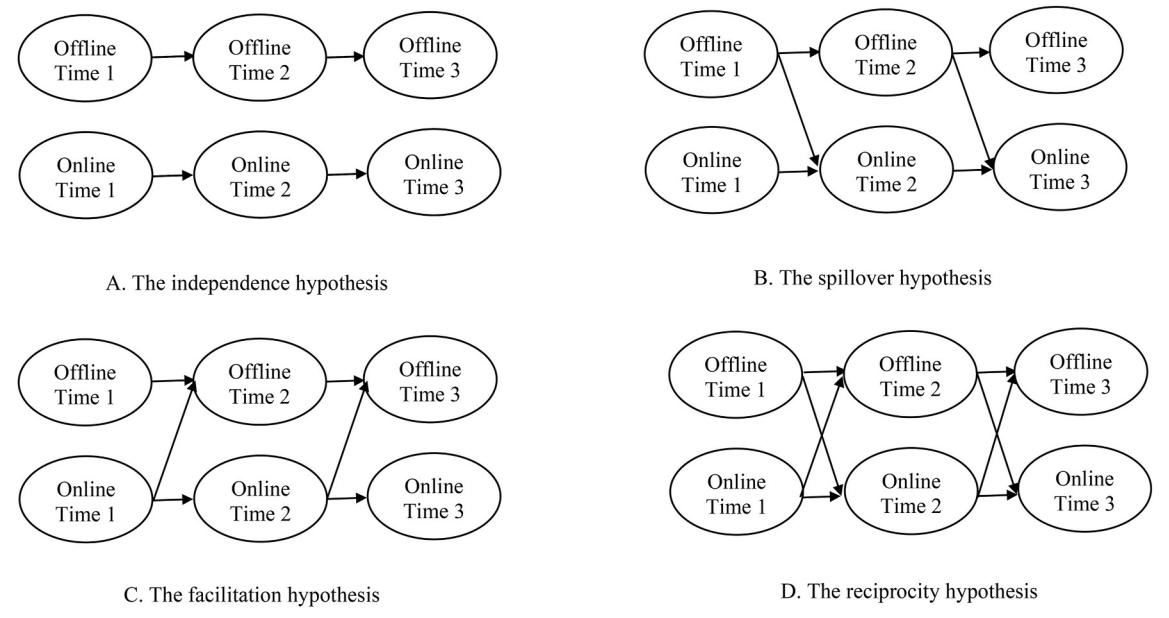 Offline
Time 1
Offline
Time 2
Offline
Time 3
Online
Time 1
Online
Time 2
Online
Time 3
A. The independence hypothesis
Offline
Time 1
Offline
Time 2
Offline
Time 3
Online
Time 1
Online
Time 2
Online
Time 3
B. The spillover hypothesis
Offline
Time 1
Offline
Time 2
Offline
Time 3
Online
Time 1
Online
Time 2
Online
Time 3
C. The facilitation hypothesis
Offline
Time 1
Offline
Time 2
Offline
Time 3
Online
Time 1
Online
Time 2
Online
Time 3
D. The reciprocity hypothesis